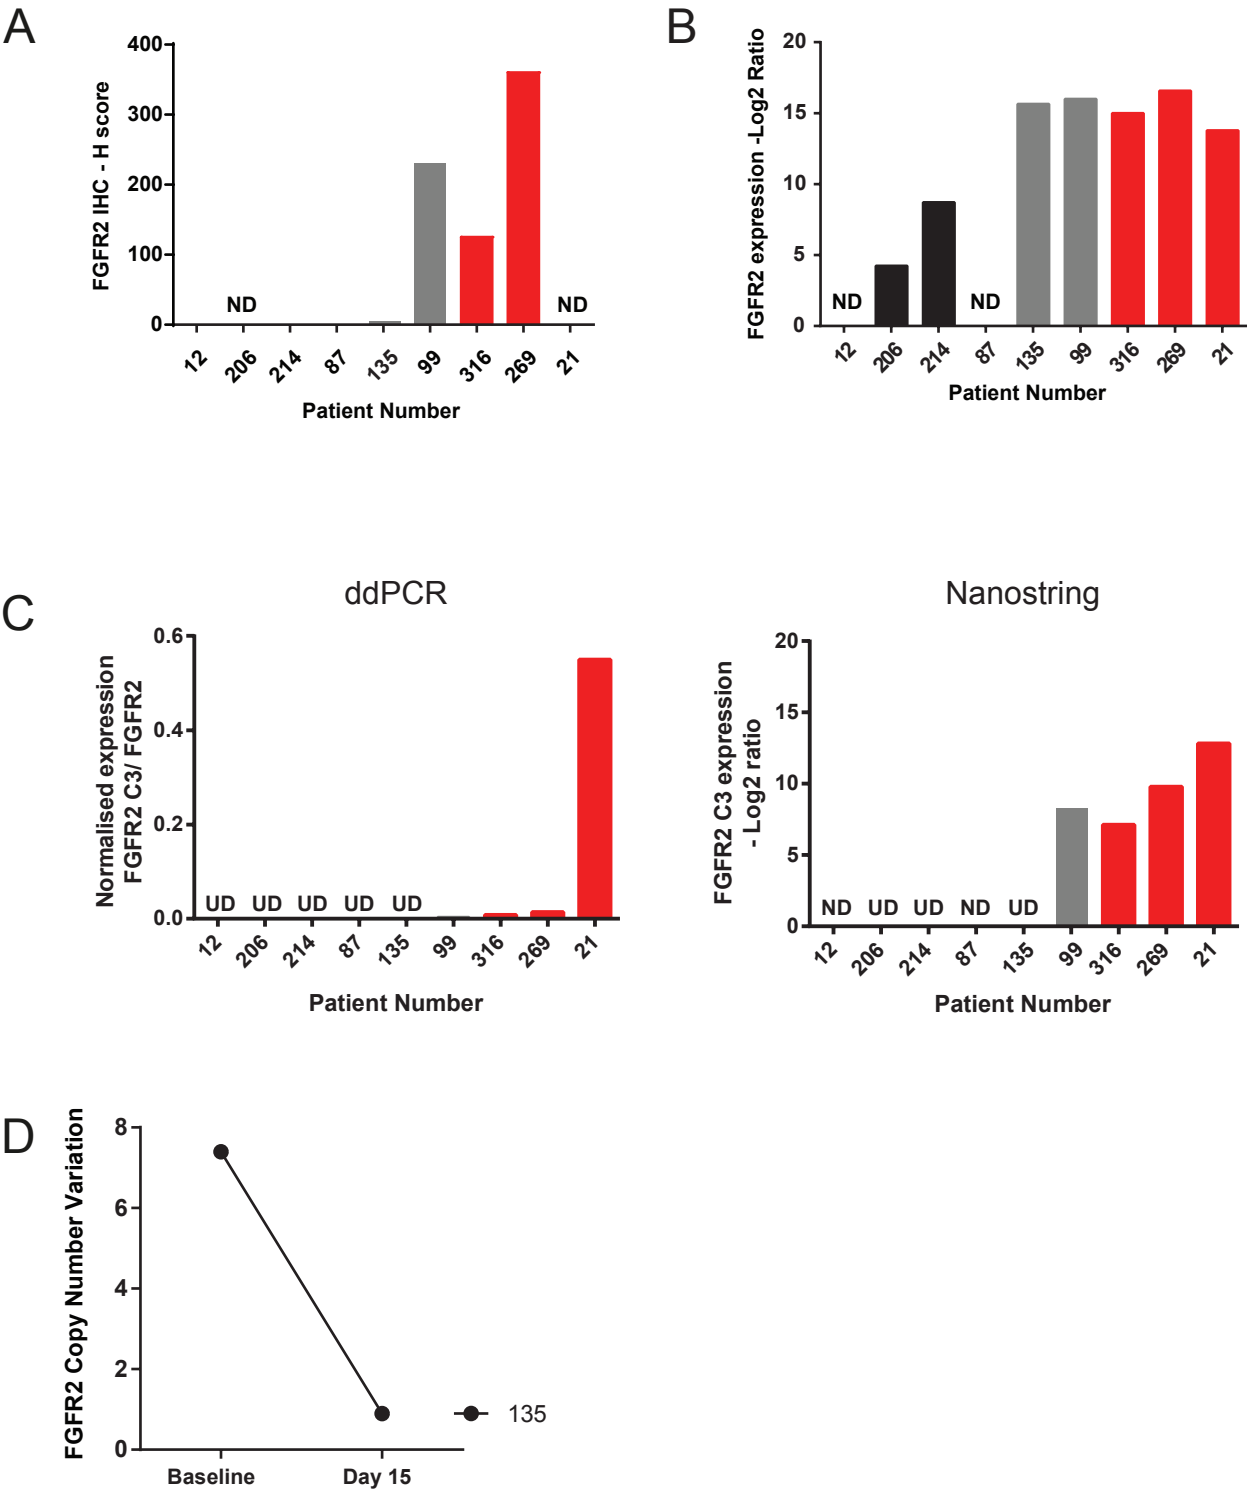 A
FGFR2 IHC - H score
400
300
200
100
0
ND
ND
12
206
214
87
135
99
316
269
21
Patient Number
B
FGFR2 expression -Log2 Ratio
20
15
10
5
0
ND
ND
12
206
214
87
135
99
316
269
21
Patient Number
C
ddPCR
Normalised expression
FGFR2 C3/ FGFR2
0.6
0.4
0.2
0.0
UD
UD
UD
UD
UD
12
206
214
87
135
99
316
269
21
Patient Number
Nanostring
FGFR2 C3 expression
- Log2 ratio
20
15
10
5
0
ND
UD
UD
ND
UD
12
206
214
87
135
99
316
269
21
Patient Number
D
FGFR2 Copy Number Variation
8
6
4
2
0
Baseline
Day 15
135